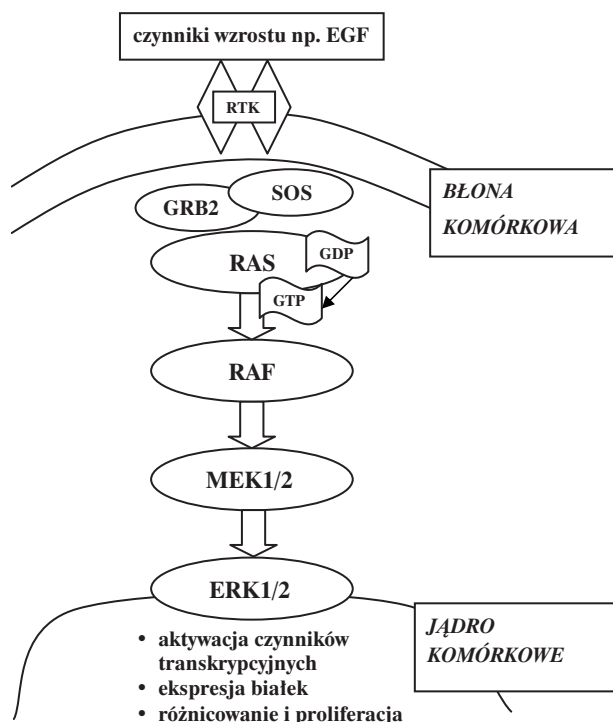 czynniki wzrostu np. EGF
RTK
BŁONA
KOMÓRKOWA
SOS
GRB2
GDP
RAS
GTP
RAF
MEK1/2
ERK1/2
JĄDRO
KOMÓRKOWE
• aktywacja czynników
transkrypcyjnych
• ekspresja białek
• różnicowanie i proliferacja